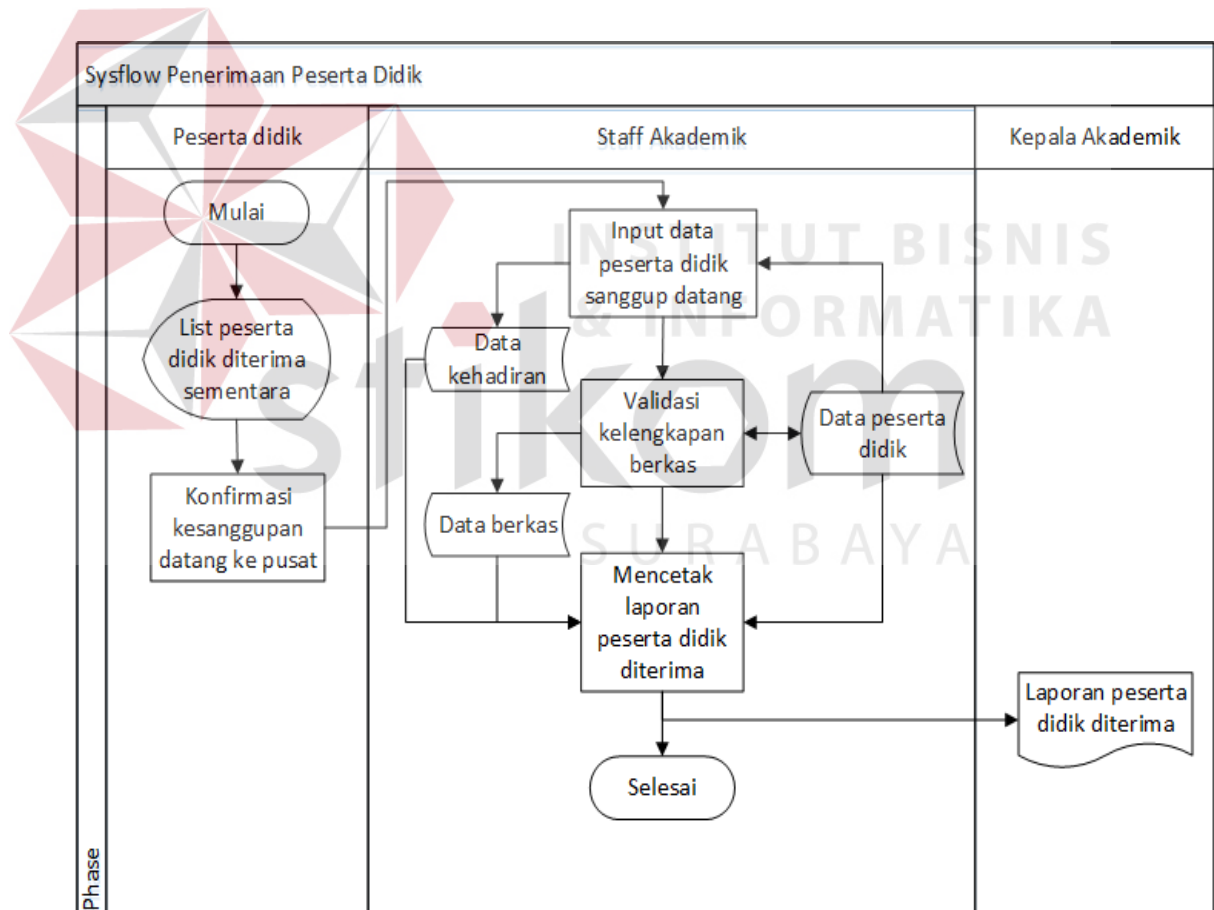 Sysflow Penerimaan Peserta Didik
Peserta didik
Staff Akademik
Kepala Akademik
Mulai
List peserta
didik diterima
sementara
Konfirmasi
kesanggupan
datang ke pusat
Input data
peserta didik
sanggup datang
Data
kehadiran
Validasi
kelengkapan
berkas
Data peserta
didik
Data berkas
Mencetak
laporan
peserta didik
diterima
Selesai
Laporan peserta
didik diterima
Phase
INSTITUT BISNIS
& INFORMATIKA
stikom
SURABAYA